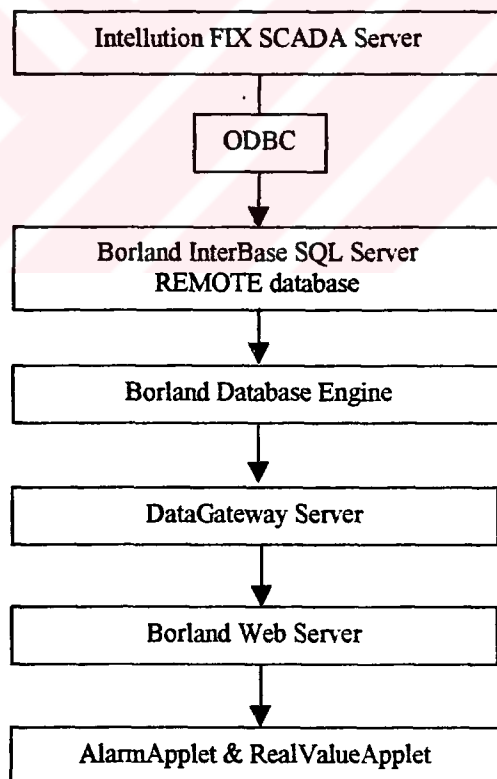 Intellution FIX SCADA Server
ODBC
Borland InterBase SQL Server
REMOTE database
Borland Database Engine
DataGateway Server
Borland Web Server
AlarmApplet & RealValueApplet